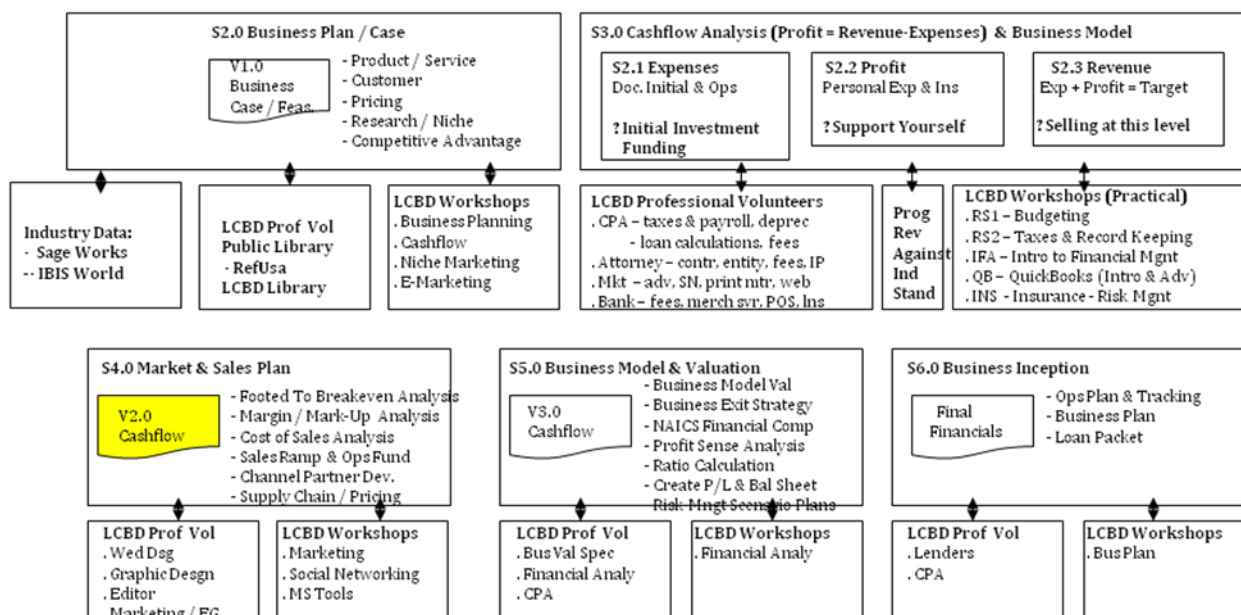 S2.0 Business Plan / Case
V1.0
Business
Case / Feas.
- Product / Service
- Customer
- Pricing
- Research / Niche
- Competitive Advantage
S3.0 Cashflow Analysis (Profit = Revenue-Expenses) & Business Model
S2.1 Expenses
Doc. Initial & Ops
? Initial Investment
Funding
S2.2 Profit
Personal Exp & Ins
? Support Yourself
S2.3 Revenue
Exp + Profit = Target
? Selling at this level
Industry Data:
- Sage Works
-- IBIS World
LCBD Prof Vol
Public Library
- RefUsa
LCBD Library
LCBD Workshops
. Business Planning
. Cashflow
. Niche Marketing
. E-Marketing
LCBD Professional Volunteers
. CPA – taxes & payroll, deprec
- loan calculations, fees
. Attorney – contr, entity, fees, IP
. Mkt – adv, SN, print mtr, web
. Bank – fees, merch svr, POS, lns
Prog
Rev
Against
Ind
Stand
LCBD Workshops (Practical)
. RS1 – Budgeting
. RS2 – Taxes & Record Keeping
. IFA – Intro to Financial Mgnt
. QB – QuickBooks (Intro & Adv)
. INS - Insurance - Risk Mgnt
S4.0 Market & Sales Plan
V2.0
Cashflow
- Footed To Breakeven Analysis
- Margin / Mark-Up Analysis
- Cost of Sales Analysis
- Sales Ramp & Ops Fund
- Channel Partner Dev.
- Supply Chain / Pricing
S5.0 Business Model & Valuation
V3.0
Cashflow
- Business Model Val
- Business Exit Strategy
- NAICS Financial Comp
- Profit Sense Analysis
- Ratio Calculation
- Create P/L & Bal Sheet
- Risk Mngt Scenario Plans
S6.0 Business Inception
Final
Financials
- Ops Plan & Tracking
- Business Plan
- Loan Packet
LCBD Prof Vol
. Wed Dsg
. Graphic Desgn
. Editor
. Marketing / EG
LCBD Workshops
. Marketing
. Social Networking
. MS Tools
LCBD Prof Vol
. Bus Val Spec
. Financial Analy
. CPA
LCBD Workshops
. Financial Analy
LCBD Prof Vol
. Lenders
. CPA
LCBD Workshops
. Bus Plan